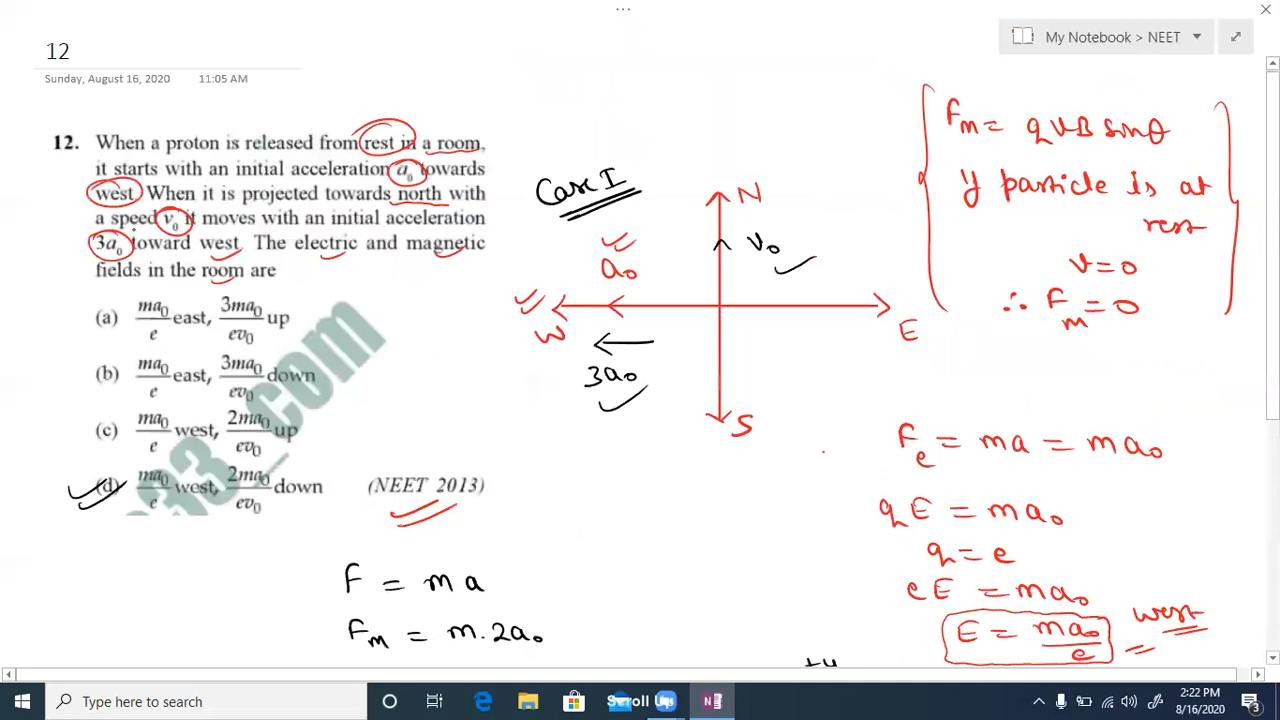 ...
12
My Notebook > NEET
Sunday, August 16, 2020 11:05 AM
12. When a proton is released from rest in a room,
it starts with an initial acceleration a₀ towards
west. When it is projected towards north with
a speed v₀ it moves with an initial acceleration
3a₀ toward west. The electric and magnetic
fields in the room are
(a) ma₀/e east, 3ma₀/ev₀ up
(b) ma₀/e east, 3ma₀/ev₀ down
(c) ma₀/e west, 2ma₀/ev₀ up
(d) ma₀/e west, 2ma₀/ev₀ down (NEET 2013)
Case I
N
v₀
a₀
W
E
3a₀
S
Fm = qVB sinθ
If particle is at
rest
v=0
∴ Fm = 0
Fe = ma = ma₀
qE = ma₀
q = e
eE = ma₀
E = ma₀/e west
F = ma
Fm = m.2a₀
Type here to search
Scroll Up
2:22 PM
8/16/2020
3